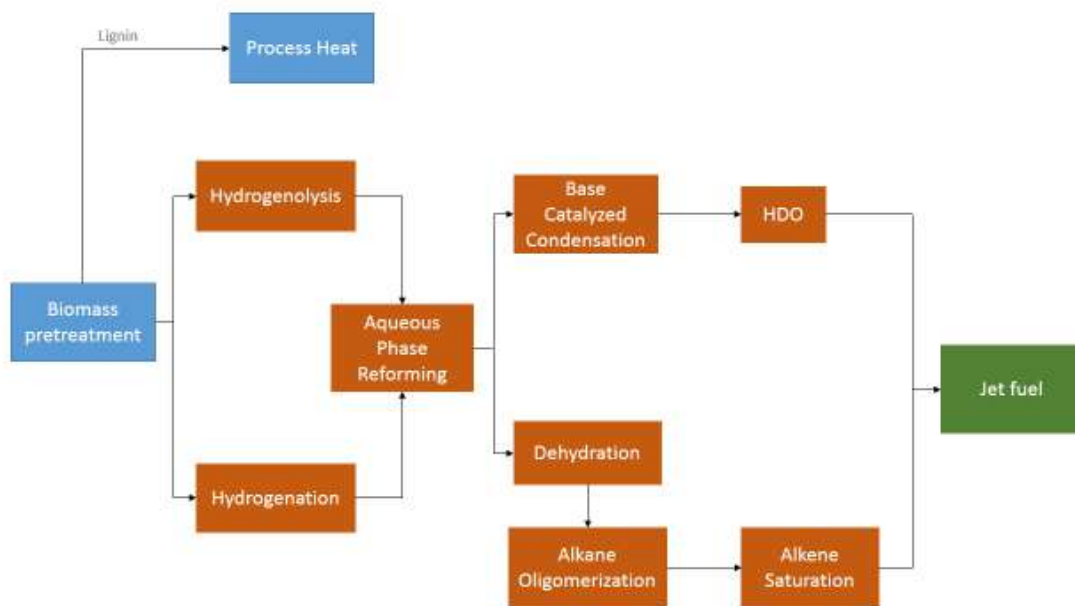 Lignin
Process Heat
Hydrogenolysis
Base
Catalyzed
Condensation
HDO
Biomass
pretreatment
Aqueous
Phase
Reforming
Jet fuel
Dehydration
Hydrogenation
Alkane
Oligomerization
Alkene
Saturation